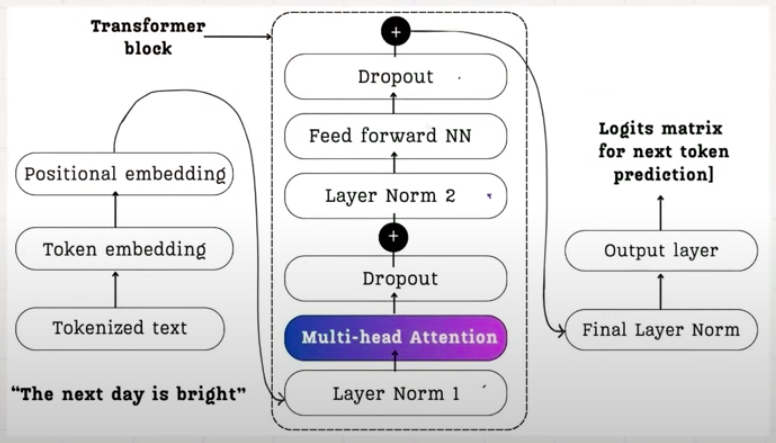 Transformer
block
+
Dropout
Feed forward NN
Layer Norm 2
+
Dropout
Multi-head Attention
Layer Norm 1
Positional embedding
Token embedding
Tokenized text
“The next day is bright”
Logits matrix
for next token
prediction]
Output layer
Final Layer Norm